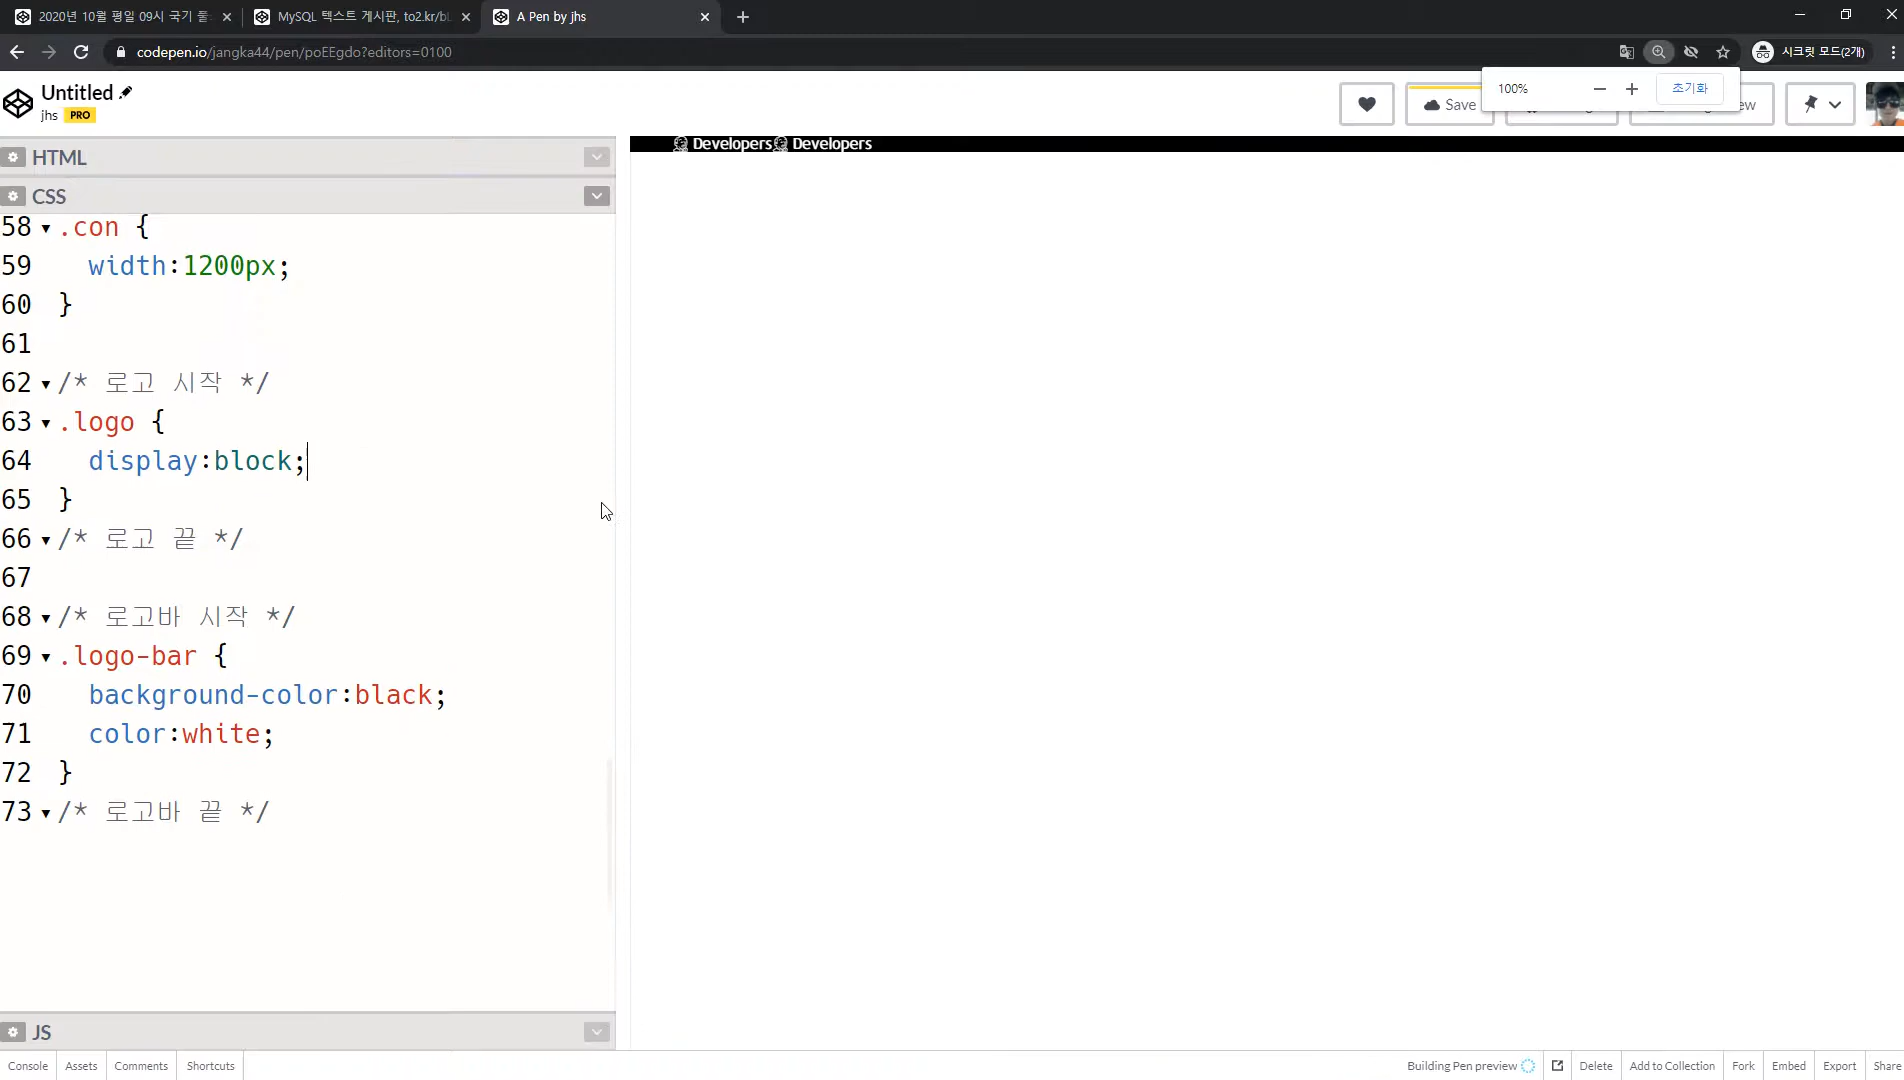 2020년 10월 평일 09시 국기
MySQL 텍스트 게시판, to2.kr/b
A Pen by jhs
codepen.io/jangka44/pen/poEEgdo?editors=0100
시크릿 모드(2개)
100%
초기화
Untitled
jhs PRO
Save
ew
HTML
CSS
Developers Developers
58 .con {
59 width:1200px;
60 }
61
62 /* 로고 시작 */
63 .logo {
64 display:block;
65 }
66 /* 로고 끝 */
67
68 /* 로고바 시작 */
69 .logo-bar {
70 background-color:black;
71 color:white;
72 }
73 /* 로고바 끝 */
JS
Console Assets Comments Shortcuts
Building Pen preview Delete Add to Collection Fork Embed Export Share